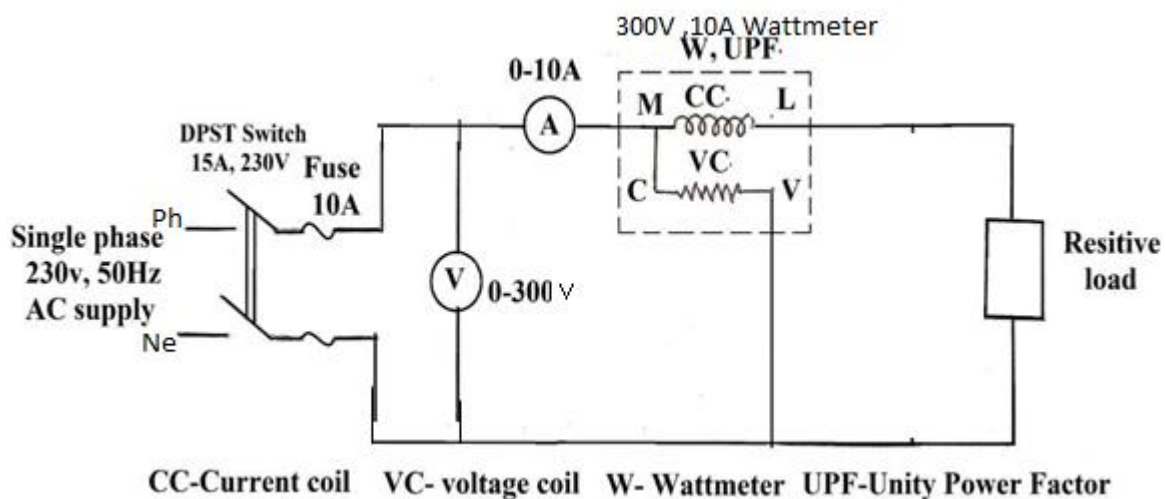 300V ,10A Wattmeter
W, UPF
0-10A
M CC L
A
DPST Switch
15A, 230V
Fuse
10A
VC
C V
Ph
Single phase
230v, 50Hz
AC supply
Ne
V
0-300 V
Resitive
load
CC-Current coil VC- voltage coil W- Wattmeter UPF-Unity Power Factor